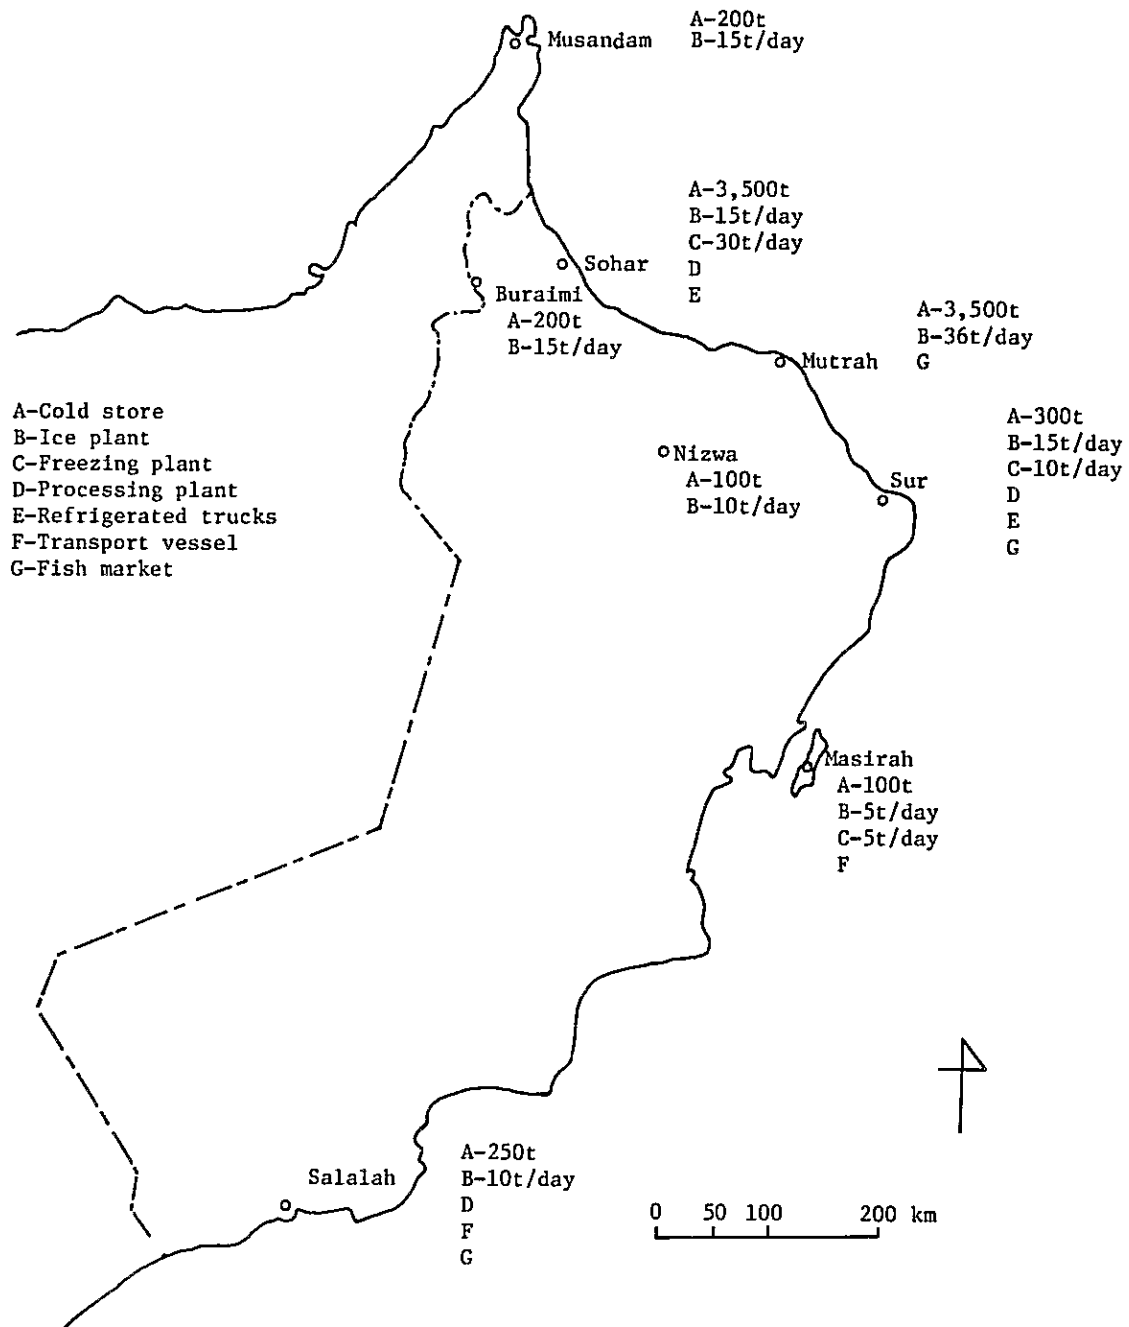 A-200t
Musandam
B-15t/day
A-3,500t
B-15t/day
C-30t/day
Sohar
D
E
Buraimi
A-200t
B-15t/day
A-3,500t
B-36t/day
Mutrah
G
A-Cold store
B-Ice plant
C-Freezing plant
D-Processing plant
E-Refrigerated trucks
F-Transport vessel
G-Fish market
Nizwa
A-100t
B-10t/day
A-300t
B-15t/day
C-10t/day
Sur
D
E
G
Masirah
A-100t
B-5t/day
C-5t/day
F
Salalah
A-250t
B-10t/day
D
F
G
0 50 100 200 km